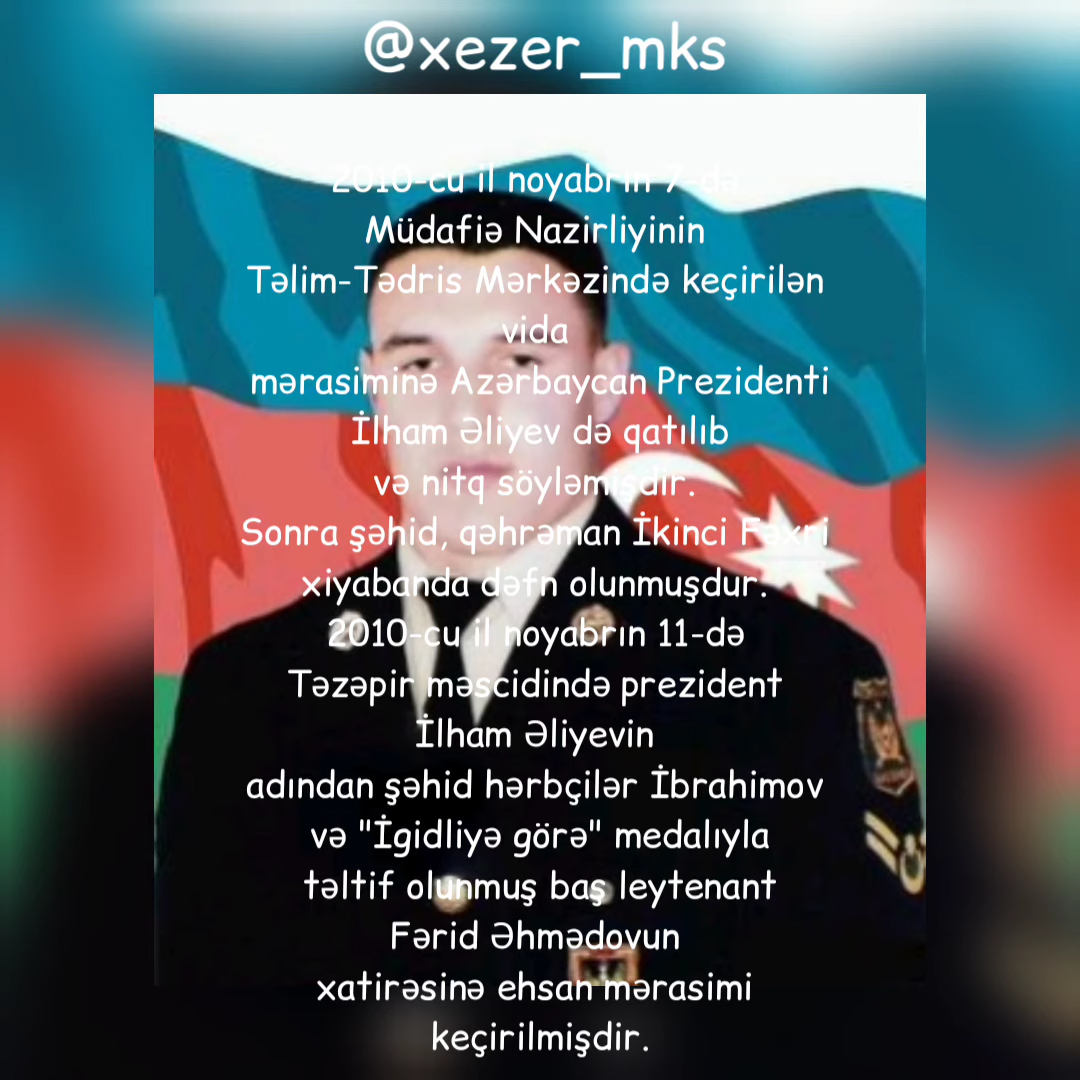 @xezer_mks
2010-cu il noyabrın 7-də
Müdafiə Nazirliyinin
Təlim-Tədris Mərkəzində keçirilən
vida
mərasiminə Azərbaycan Prezidenti
İlham Əliyev də qatılıb
və nitq söyləmişdir.
Sonra şəhid, qəhrəman İkinci Fəxri
xiyabanda dəfn olunmuşdur.
2010-cu il noyabrın 11-də
Təzəpir məscidində prezident
İlham Əliyevin
adından şəhid hərbçilər İbrahimov
və "İgidliyə görə" medalıyla
təltif olunmuş baş leytenant
Fərid Əhmədovun
xatirəsinə ehsan mərasimi
keçirilmişdir.